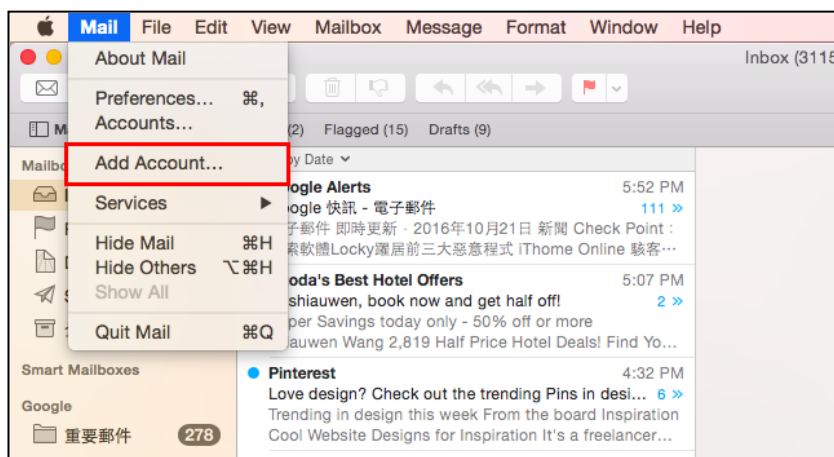 Mail File Edit View Mailbox Message Format Window Help
Inbox (3115
About Mail
Preferences... ⌘,
Accounts...
Add Account...
Services ▶
Hide Mail ⌘H
Hide Others ⌥⌘H
Show All
Quit Mail ⌘Q
(2) Flagged (15) Drafts (9)
by Date
Mailbo
ogle Alerts 5:52 PM
ogle 快訊 - 電子郵件 111 »
子郵件 即時更新 · 2016年10月21日 新聞 Check Point：
索軟體Locky躍居前三大惡意程式 iThome Online 駭客…
oda's Best Hotel Offers 5:07 PM
shiauwen, book now and get half off! 2 »
per Savings today only - 50% off or more
auwen Wang 2,819 Half Price Hotel Deals! Find Yo...
Smart Mailboxes
Google
重要郵件 278
Pinterest 4:32 PM
Love design? Check out the trending Pins in desi... 6 »
Trending in design this week From the board Inspiration
Cool Website Designs for Inspiration It's a freelancer...